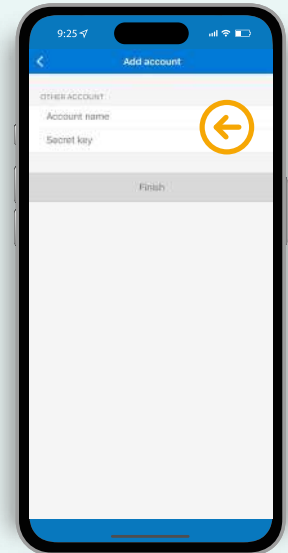 9:25
Add account
OTHER ACCOUNT
Account name
Secret key
Finish